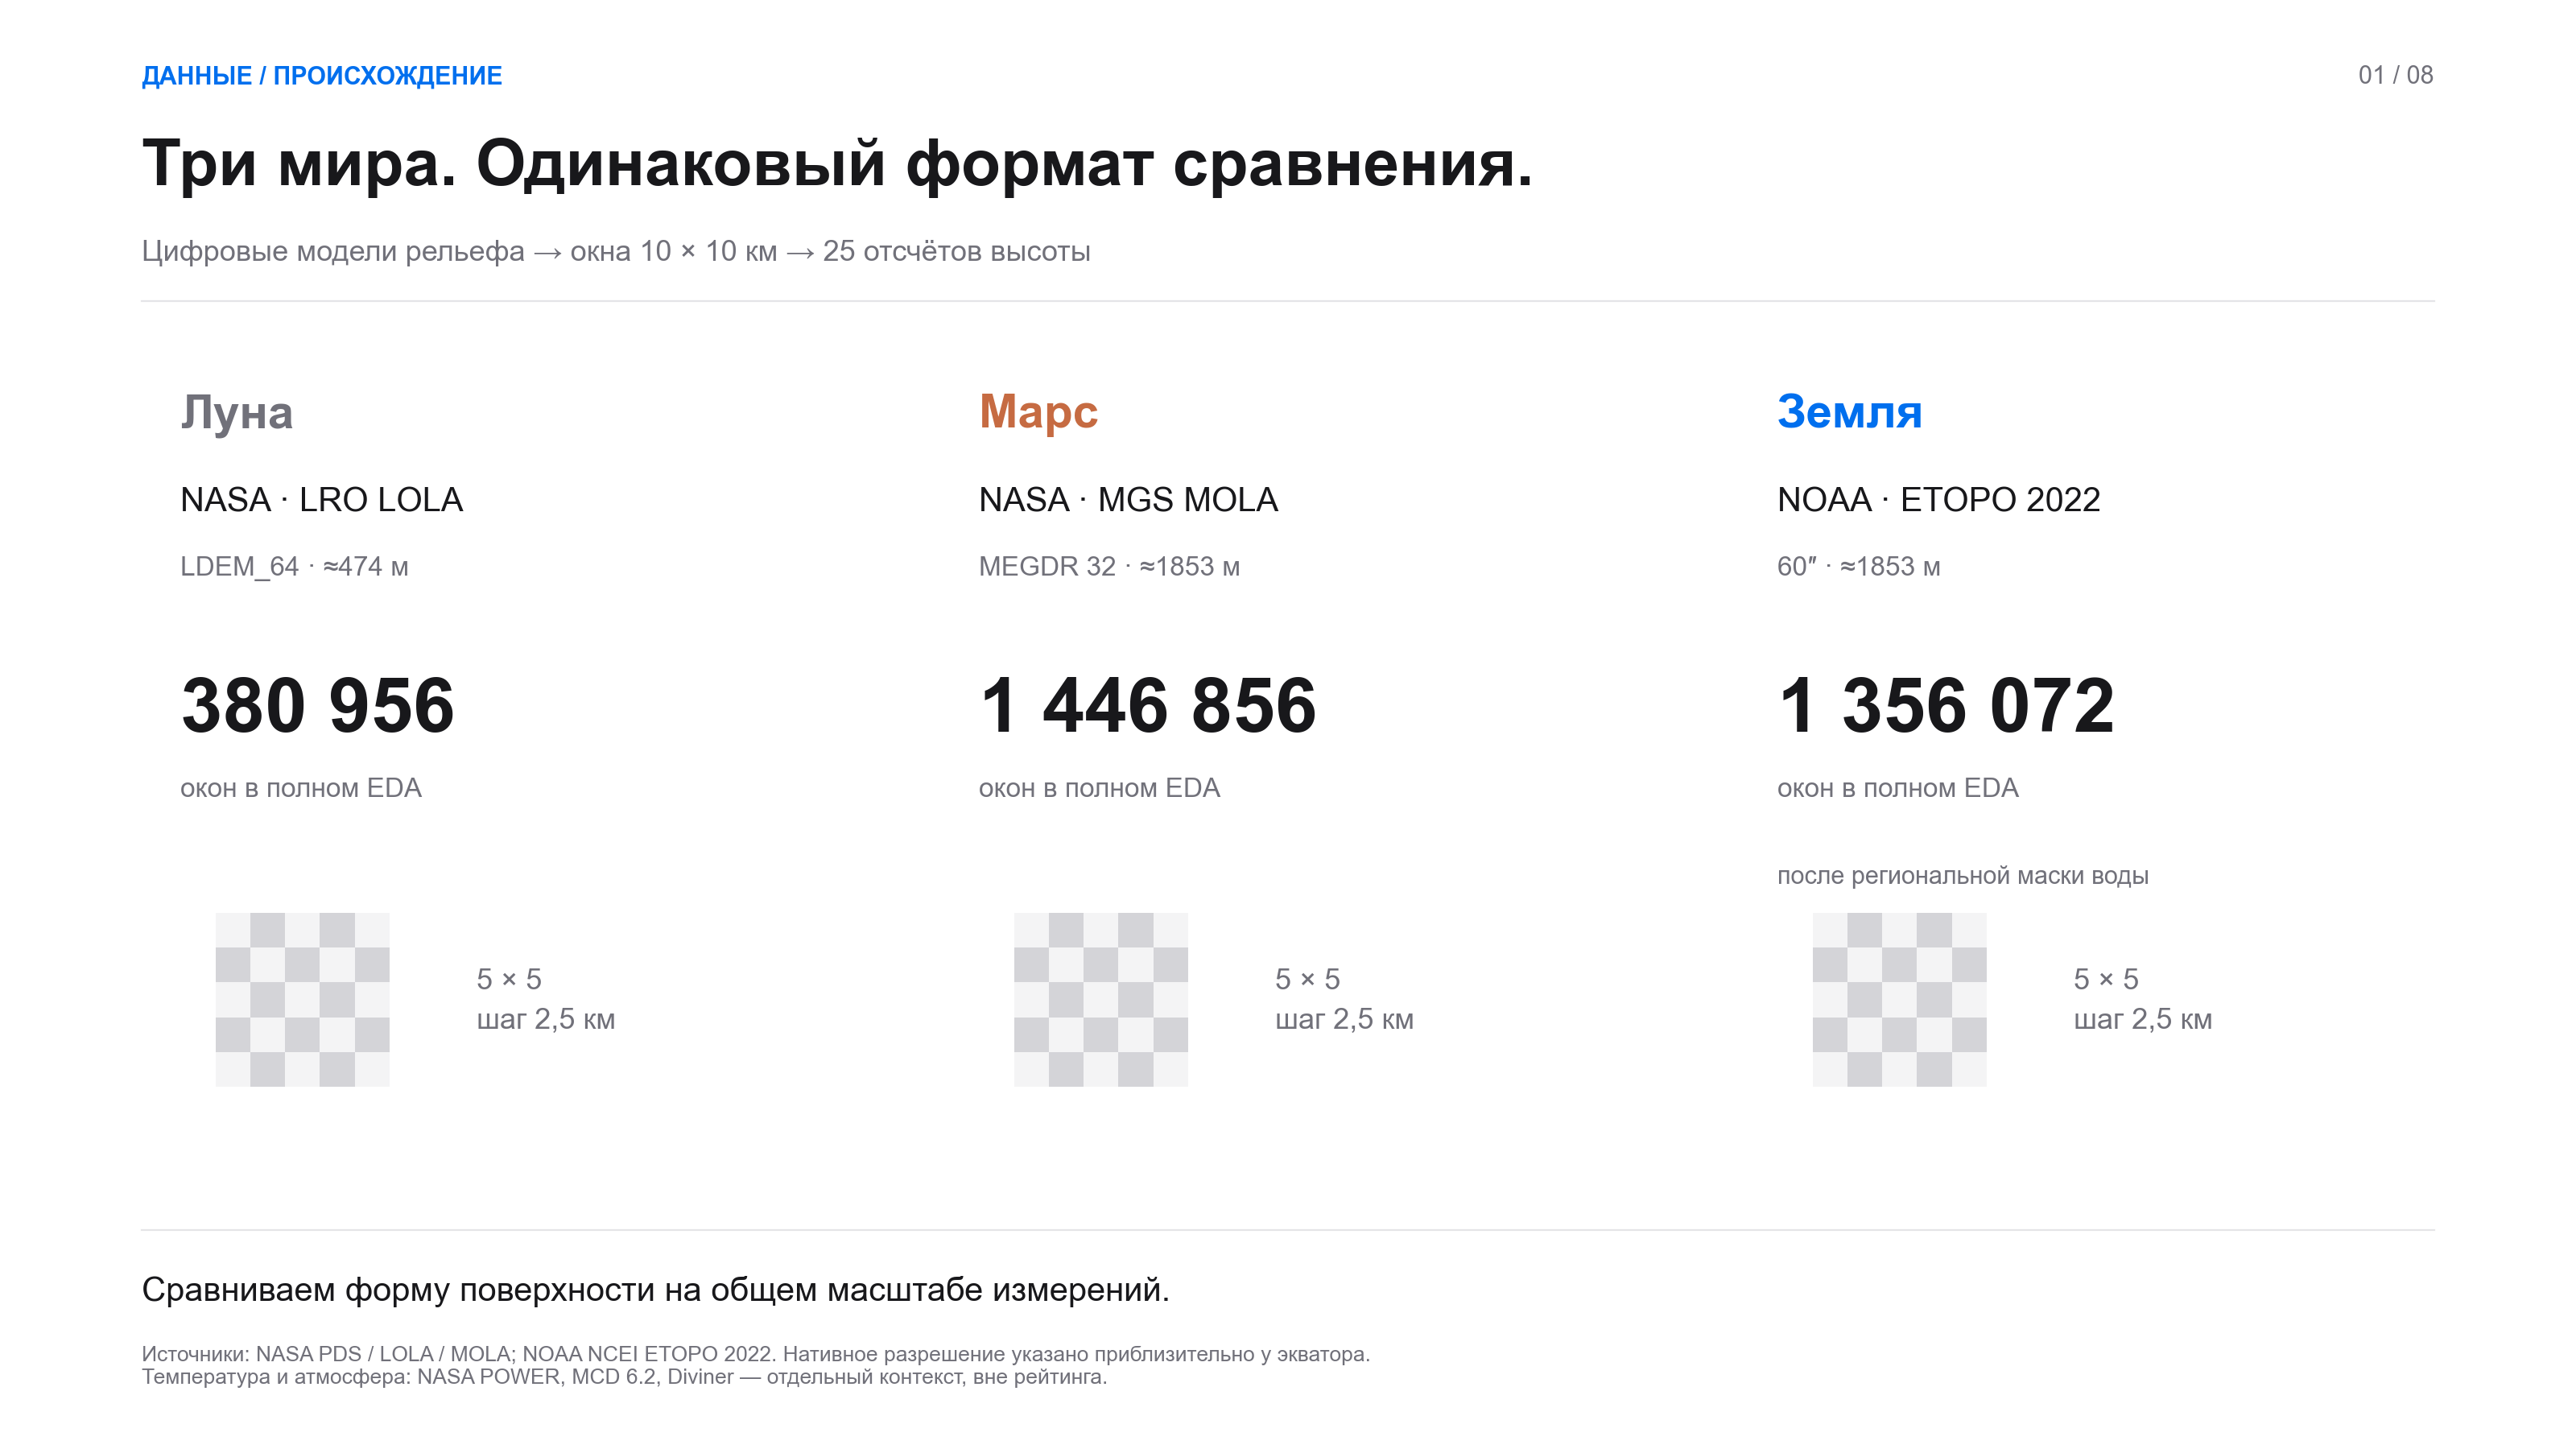 ДАННЫЕ / ПРОИСХОЖДЕНИЕ
01 / 08
Три мира. Одинаковый формат сравнения.
Цифровые модели рельефа → окна 10 × 10 км → 25 отсчётов высоты
Луна
NASA · LRO LOLA
LDEM_64 · ≈474 м
380 956
окон в полном EDA
5 × 5
шаг 2,5 км
Марс
NASA · MGS MOLA
MEGDR 32 · ≈1853 м
1 446 856
окон в полном EDA
5 × 5
шаг 2,5 км
Земля
NOAA · ETOPO 2022
60″ · ≈1853 м
1 356 072
окон в полном EDA
после региональной маски воды
5 × 5
шаг 2,5 км
Сравниваем форму поверхности на общем масштабе измерений.
Источники: NASA PDS / LOLA / MOLA; NOAA NCEI ETOPO 2022. Нативное разрешение указано приблизительно у экватора.
Температура и атмосфера: NASA POWER, MCD 6.2, Diviner — отдельный контекст, вне рейтинга.